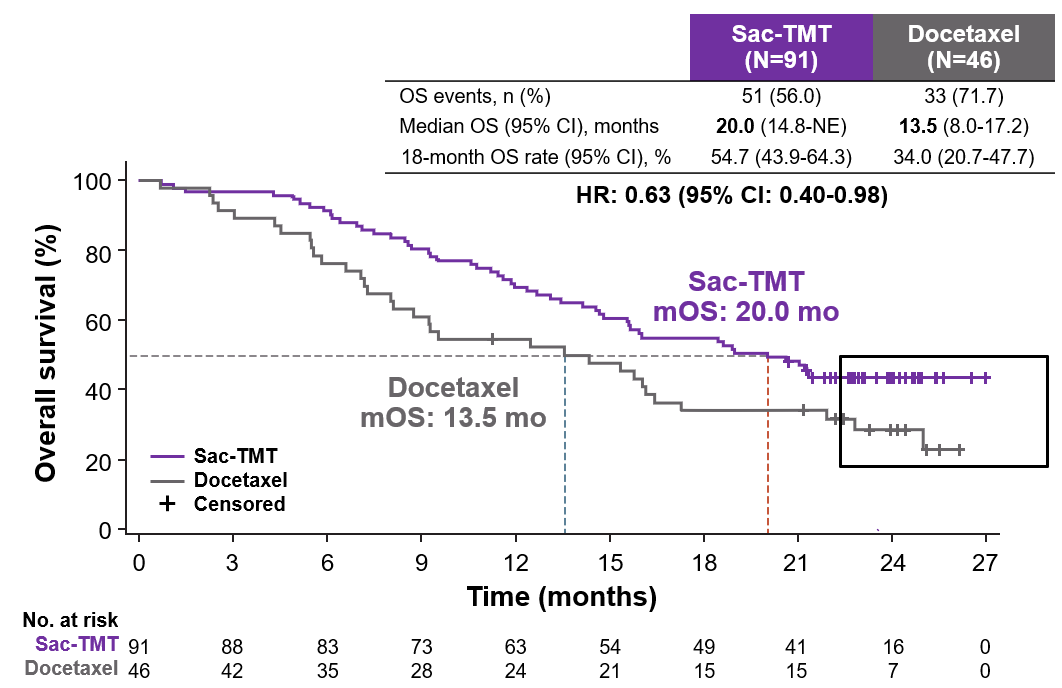 Sac-TMT Docetaxel
(N=91) (N=46)
OS events, n (%) 51 (56.0) 33 (71.7)
Median OS (95% CI), months 20.0 (14.8-NE) 13.5 (8.0-17.2)
18-month OS rate (95% CI), % 54.7 (43.9-64.3) 34.0 (20.7-47.7)
HR: 0.63 (95% CI: 0.40-0.98)
Overall survival (%)
100
80
60
40
20
0
Sac-TMT
mOS: 20.0 mo
Docetaxel
mOS: 13.5 mo
Sac-TMT
Docetaxel
Censored
0 3 6 9 12 15 18 21 24 27
Time (months)
No. at risk
Sac-TMT 91 88 83 73 63 54 49 41 16 0
Docetaxel 46 42 35 28 24 21 15 15 7 0